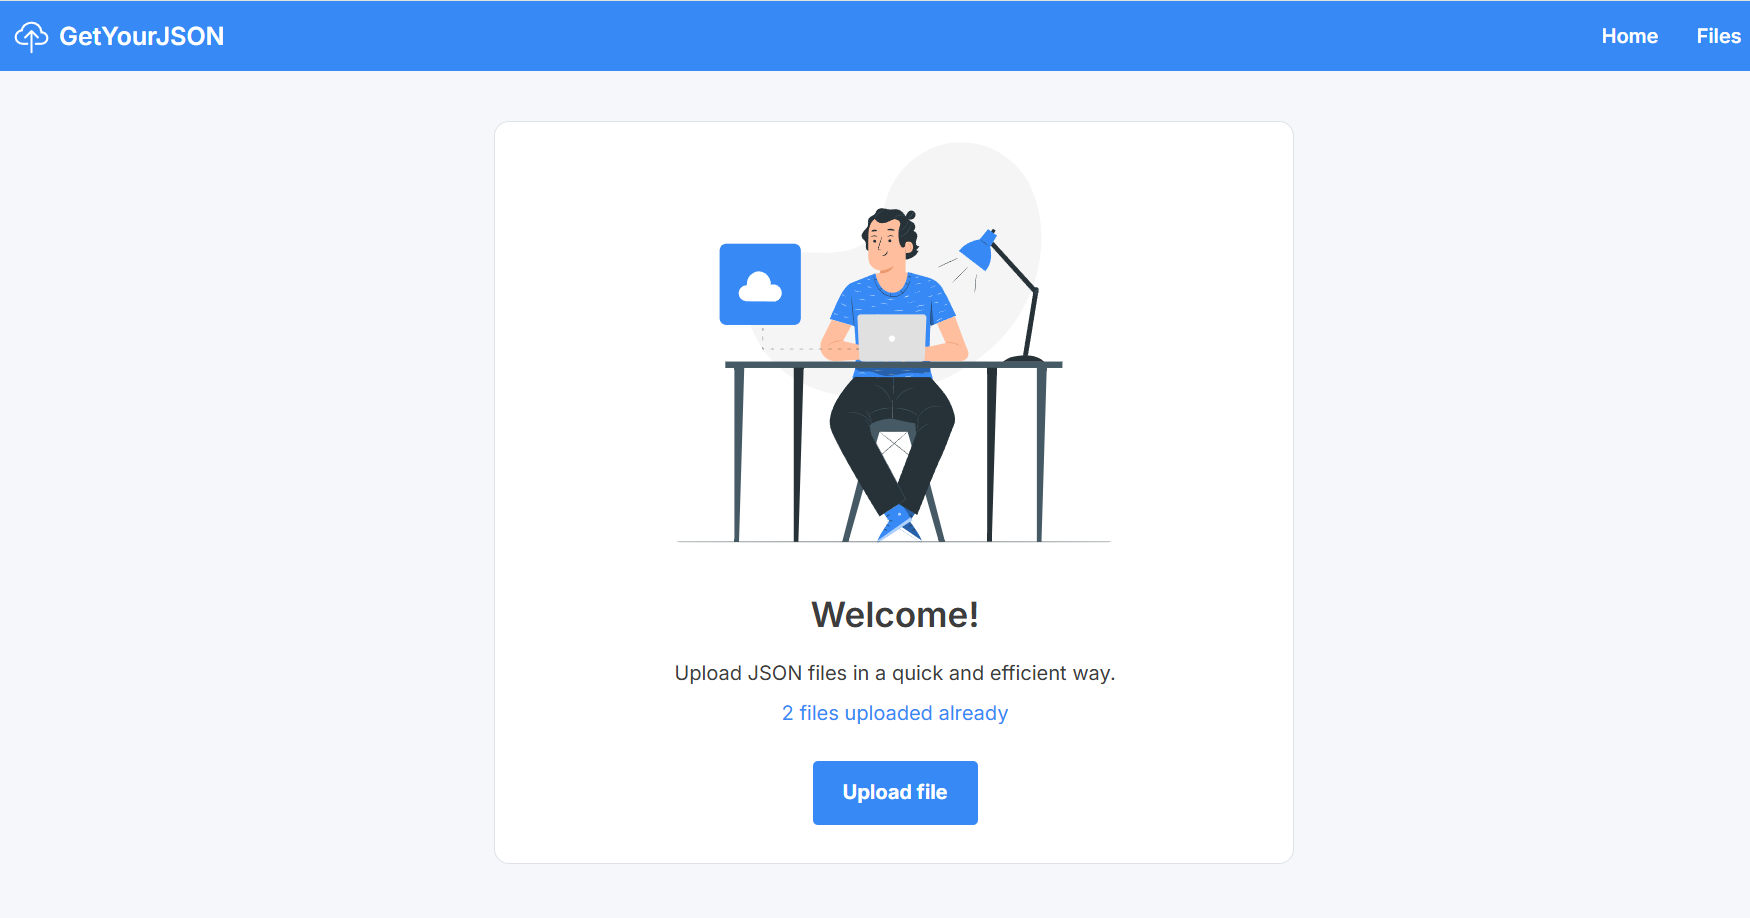 GetYourJSON
Home
Files
Welcome!
Upload JSON files in a quick and efficient way.
2 files uploaded already
Upload file